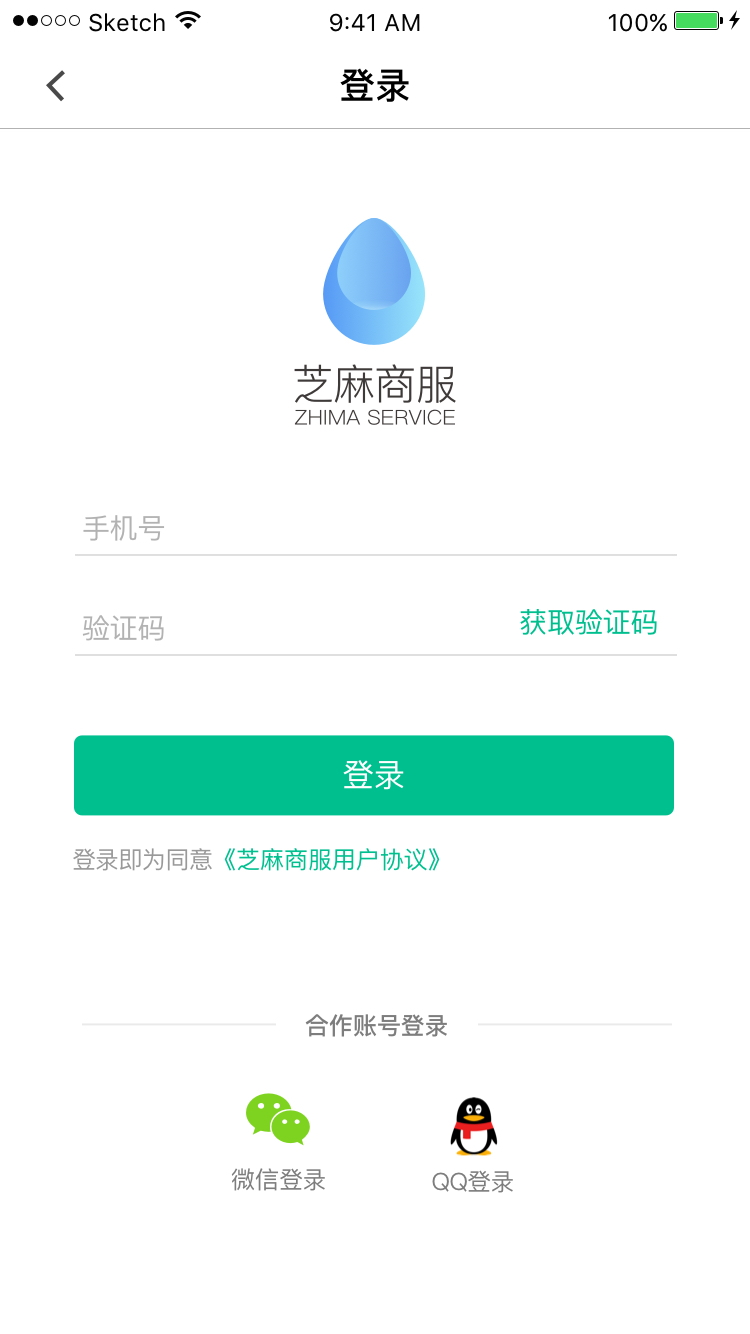 Sketch 9:41 AM 100%
登录
芝麻商服
ZHIMA SERVICE
手机号
验证码 获取验证码
登录
登录即为同意《芝麻商服用户协议》
合作账号登录
微信登录 QQ登录